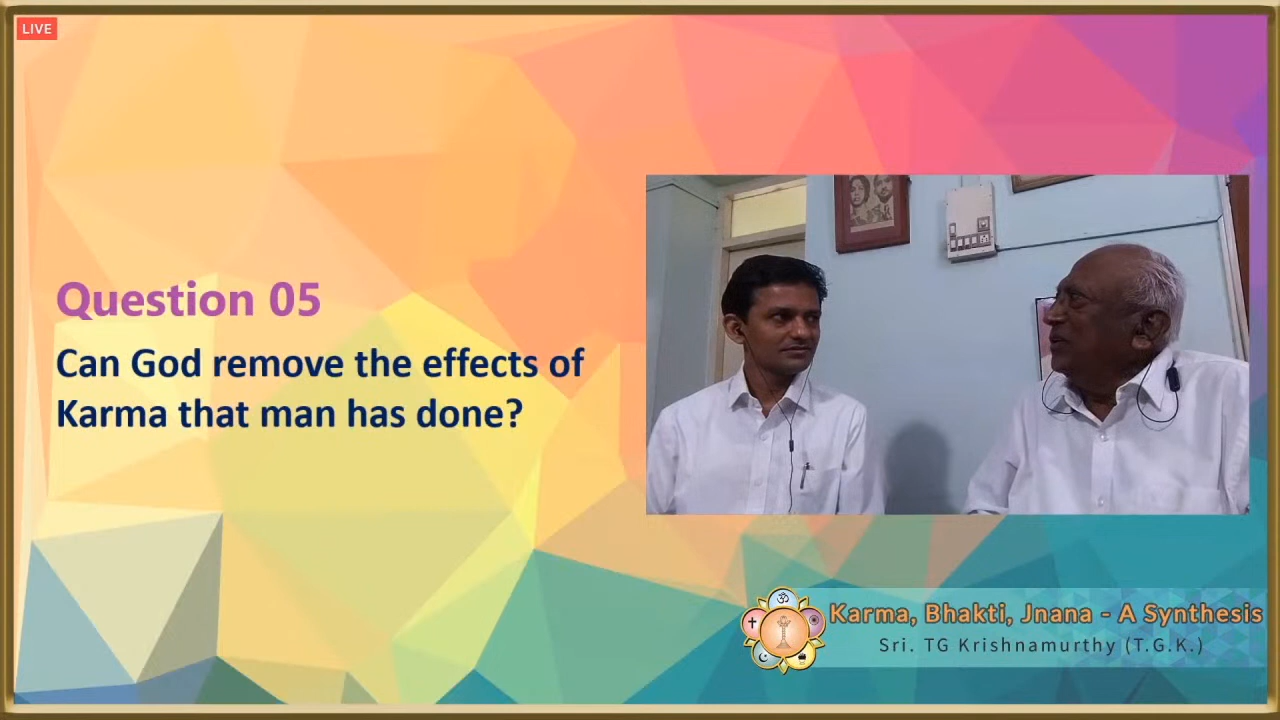 LIVE
Question 05
Can God remove the effects of
Karma that man has done?
Karma, Bhakti, Jnana - A Synthesis
Sri. TG Krishnamurthy (T.G.K.)
ॐ